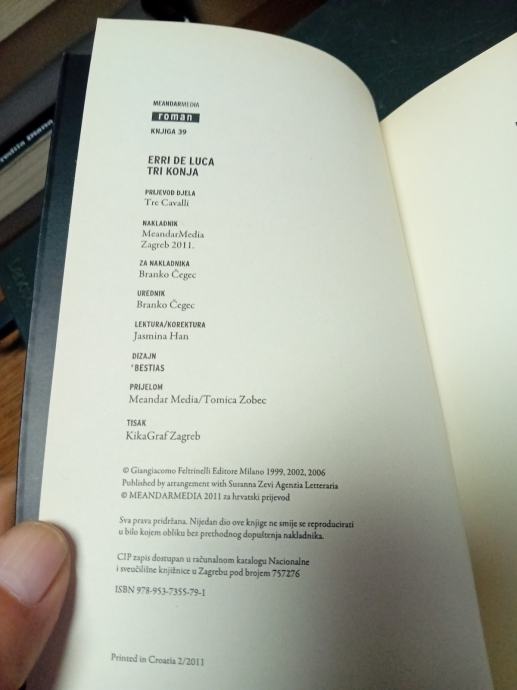 MEANDARMEDIA
roman
KNJIGA 39
ERRI DE LUCA
TRI KONJA
PRIJEVOD DJELA
Tre Cavalli
NAKLADNIK
MeandarMedia
Zagreb 2011.
ZA NAKLADNIKA
Branko Čegec
UREDNIK
Branko Čegec
LEKTURA/KOREKTURA
Jasmina Han
DIZAJN
*BESTIAS
PRIJELOM
Meandar Media/Tomica Zobec
TISAK
KikaGraf Zagreb
© Giangiacomo Feltrinelli Editore Milano 1999, 2002, 2006
Published by arrangement with Susanna Zevi Agenzia Letteraria
© MEANDARMEDIA 2011 za hrvatski prijevod
Sva prava pridržana. Nijedan dio ove knjige ne smije se reproducirati
u bilo kojem obliku bez prethodnog dopuštenja nakladnika.
CIP zapis dostupan u računalnom katalogu Nacionalne
i sveučilišne knjižnice u Zagrebu pod brojem 757276
ISBN 978-953-7355-79-1
Printed in Croatia 2/2011